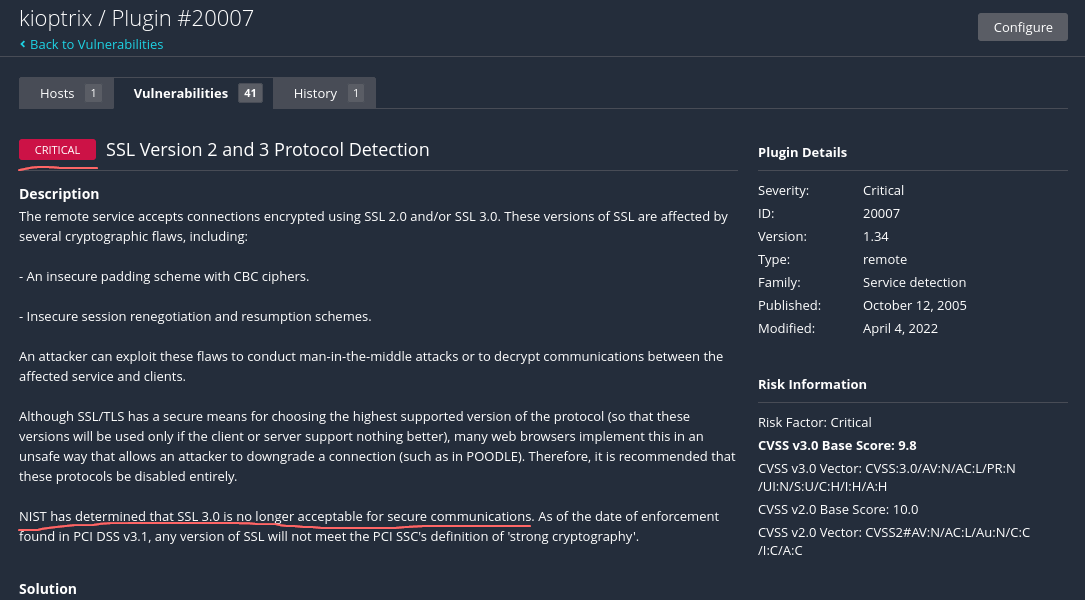 kioptrix / Plugin #20007
Configure
‹ Back to Vulnerabilities
Hosts 1
Vulnerabilities 41
History 1
CRITICAL SSL Version 2 and 3 Protocol Detection
Description
The remote service accepts connections encrypted using SSL 2.0 and/or SSL 3.0. These versions of SSL are affected by
several cryptographic flaws, including:
- An insecure padding scheme with CBC ciphers.
- Insecure session renegotiation and resumption schemes.
An attacker can exploit these flaws to conduct man-in-the-middle attacks or to decrypt communications between the
affected service and clients.
Although SSL/TLS has a secure means for choosing the highest supported version of the protocol (so that these
versions will be used only if the client or server support nothing better), many web browsers implement this in an
unsafe way that allows an attacker to downgrade a connection (such as in POODLE). Therefore, it is recommended that
these protocols be disabled entirely.
NIST has determined that SSL 3.0 is no longer acceptable for secure communications. As of the date of enforcement
found in PCI DSS v3.1, any version of SSL will not meet the PCI SSC's definition of 'strong cryptography'.
Solution
Plugin Details
Severity: Critical
ID: 20007
Version: 1.34
Type: remote
Family: Service detection
Published: October 12, 2005
Modified: April 4, 2022
Risk Information
Risk Factor: Critical
CVSS v3.0 Base Score: 9.8
CVSS v3.0 Vector: CVSS:3.0/AV:N/AC:L/PR:N
/UI:N/S:U/C:H/I:H/A:H
CVSS v2.0 Base Score: 10.0
CVSS v2.0 Vector: CVSS2#AV:N/AC:L/Au:N/C:C
/I:C/A:C